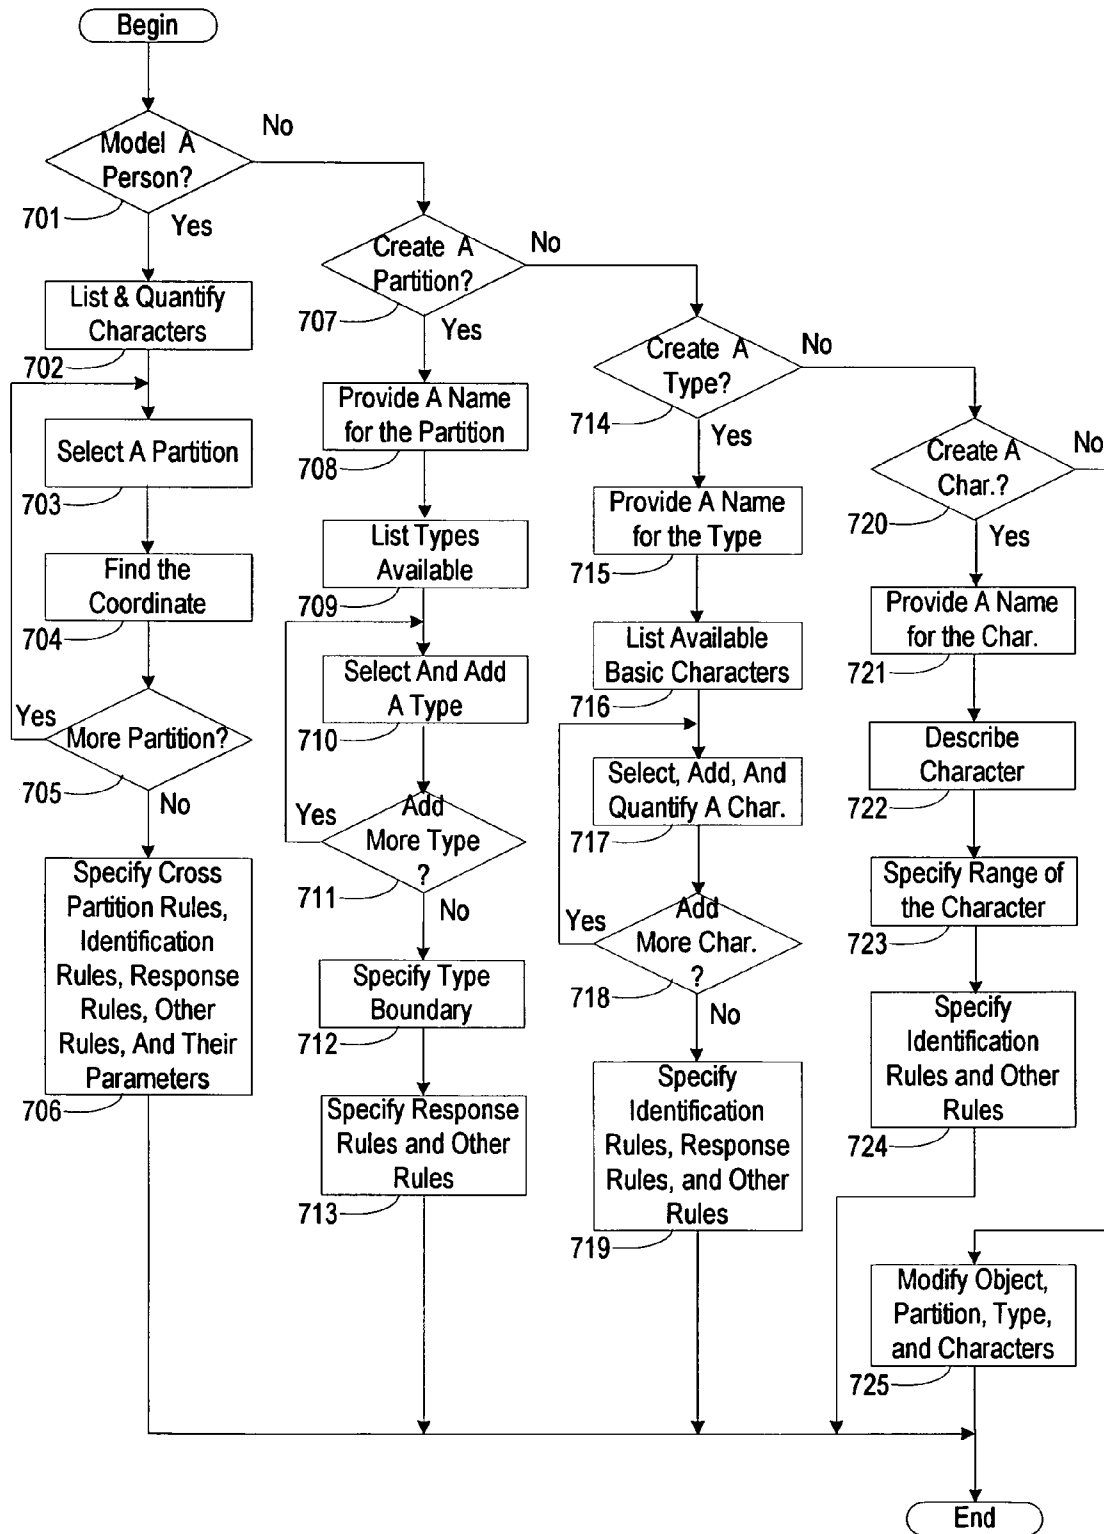 Begin
Model A
Person?
No
701
Yes
List & Quantify
Characters
702
Select A Partition
703
Find the
Coordinate
704
Yes
More Partition?
705
No
Specify Cross
Partition Rules,
Identification
Rules, Response
Rules, Other
Rules, And Their
Parameters
706
Create A
Partition?
No
707
Yes
Provide A Name
for the Partition
708
List Types
Available
709
Select And Add
A Type
710
Yes
Add
More Type
?
711
No
Specify Type
Boundary
712
Specify Response
Rules and Other
Rules
713
Create A
Type?
No
714
Yes
Provide A Name
for the Type
715
List Available
Basic Characters
716
Select, Add, And
Quantify A Char.
717
Yes
Add
More Char.
?
718
No
Specify
Identification
Rules, Response
Rules, and Other
Rules
719
Create A
Char.?
No
720
Yes
Provide A Name
for the Char.
721
Describe
Character
722
Specify Range of
the Character
723
Specify
Identification
Rules and Other
Rules
724
Modify Object,
Partition, Type,
and Characters
725
End